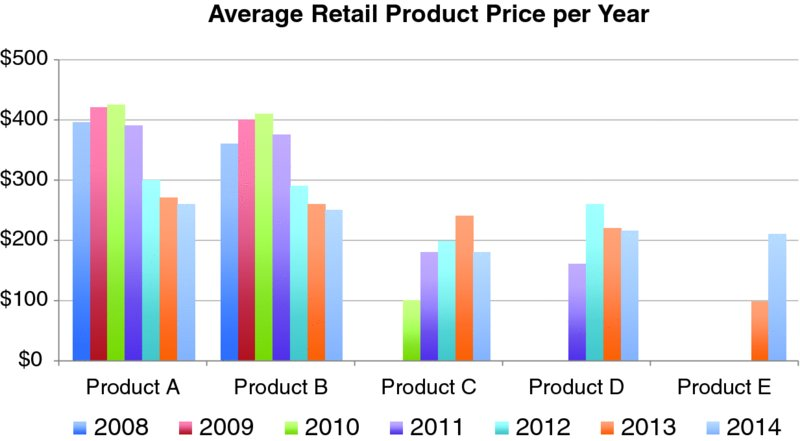 Average Retail Product Price per Year
$500
$400
$300
$200
$100
$0
Product A Product B Product C Product D Product E
2008 2009 2010 2011 2012 2013 2014